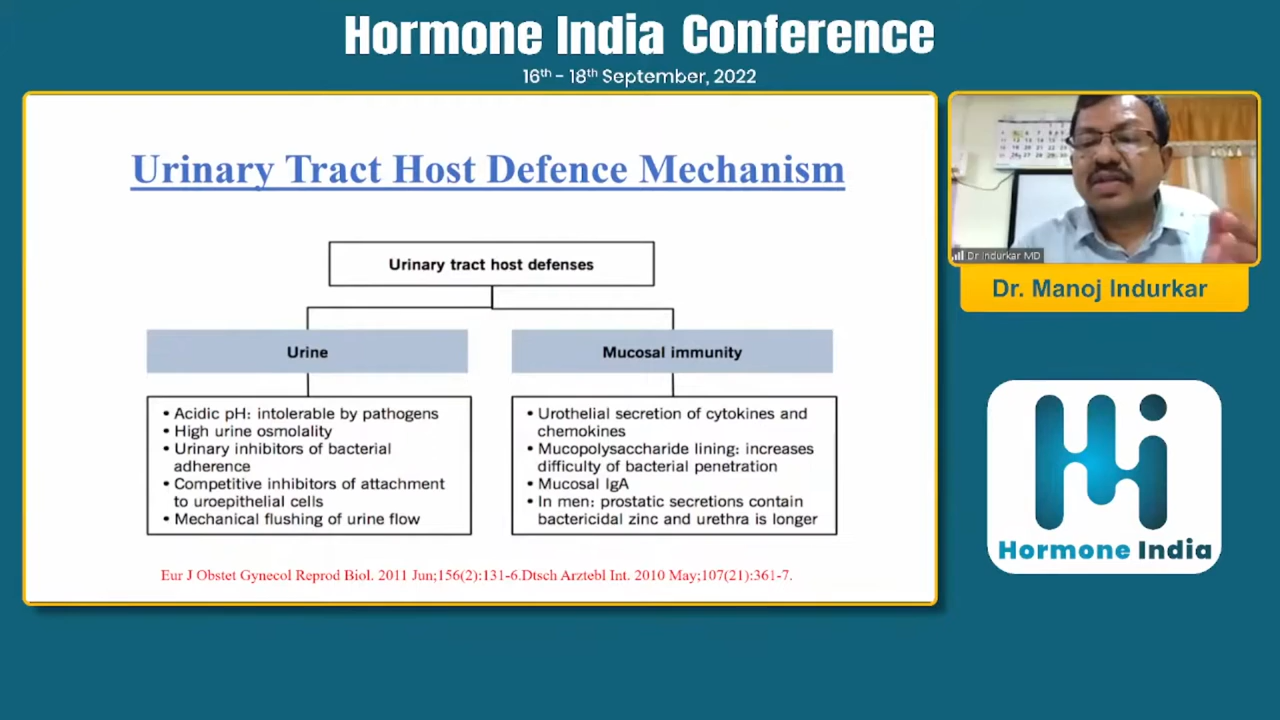 Hormone India Conference
16th - 18th September, 2022
Urinary Tract Host Defence Mechanism
Urinary tract host defenses
Urine
• Acidic pH: intolerable by pathogens
• High urine osmolality
• Urinary inhibitors of bacterial
adherence
• Competitive inhibitors of attachment
to uroepithelial cells
• Mechanical flushing of urine flow
Mucosal immunity
• Urothelial secretion of cytokines and
chemokines
• Mucopolysaccharide lining: increases
difficulty of bacterial penetration
• Mucosal IgA
• In men: prostatic secretions contain
bactericidal zinc and urethra is longer
Eur J Obstet Gynecol Reprod Biol. 2011 Jun;156(2):131-6.Dtsch Arztebl Int. 2010 May;107(21):361-7.
Dr Indurkar MD
Dr. Manoj Indurkar
Hi
Hormone India